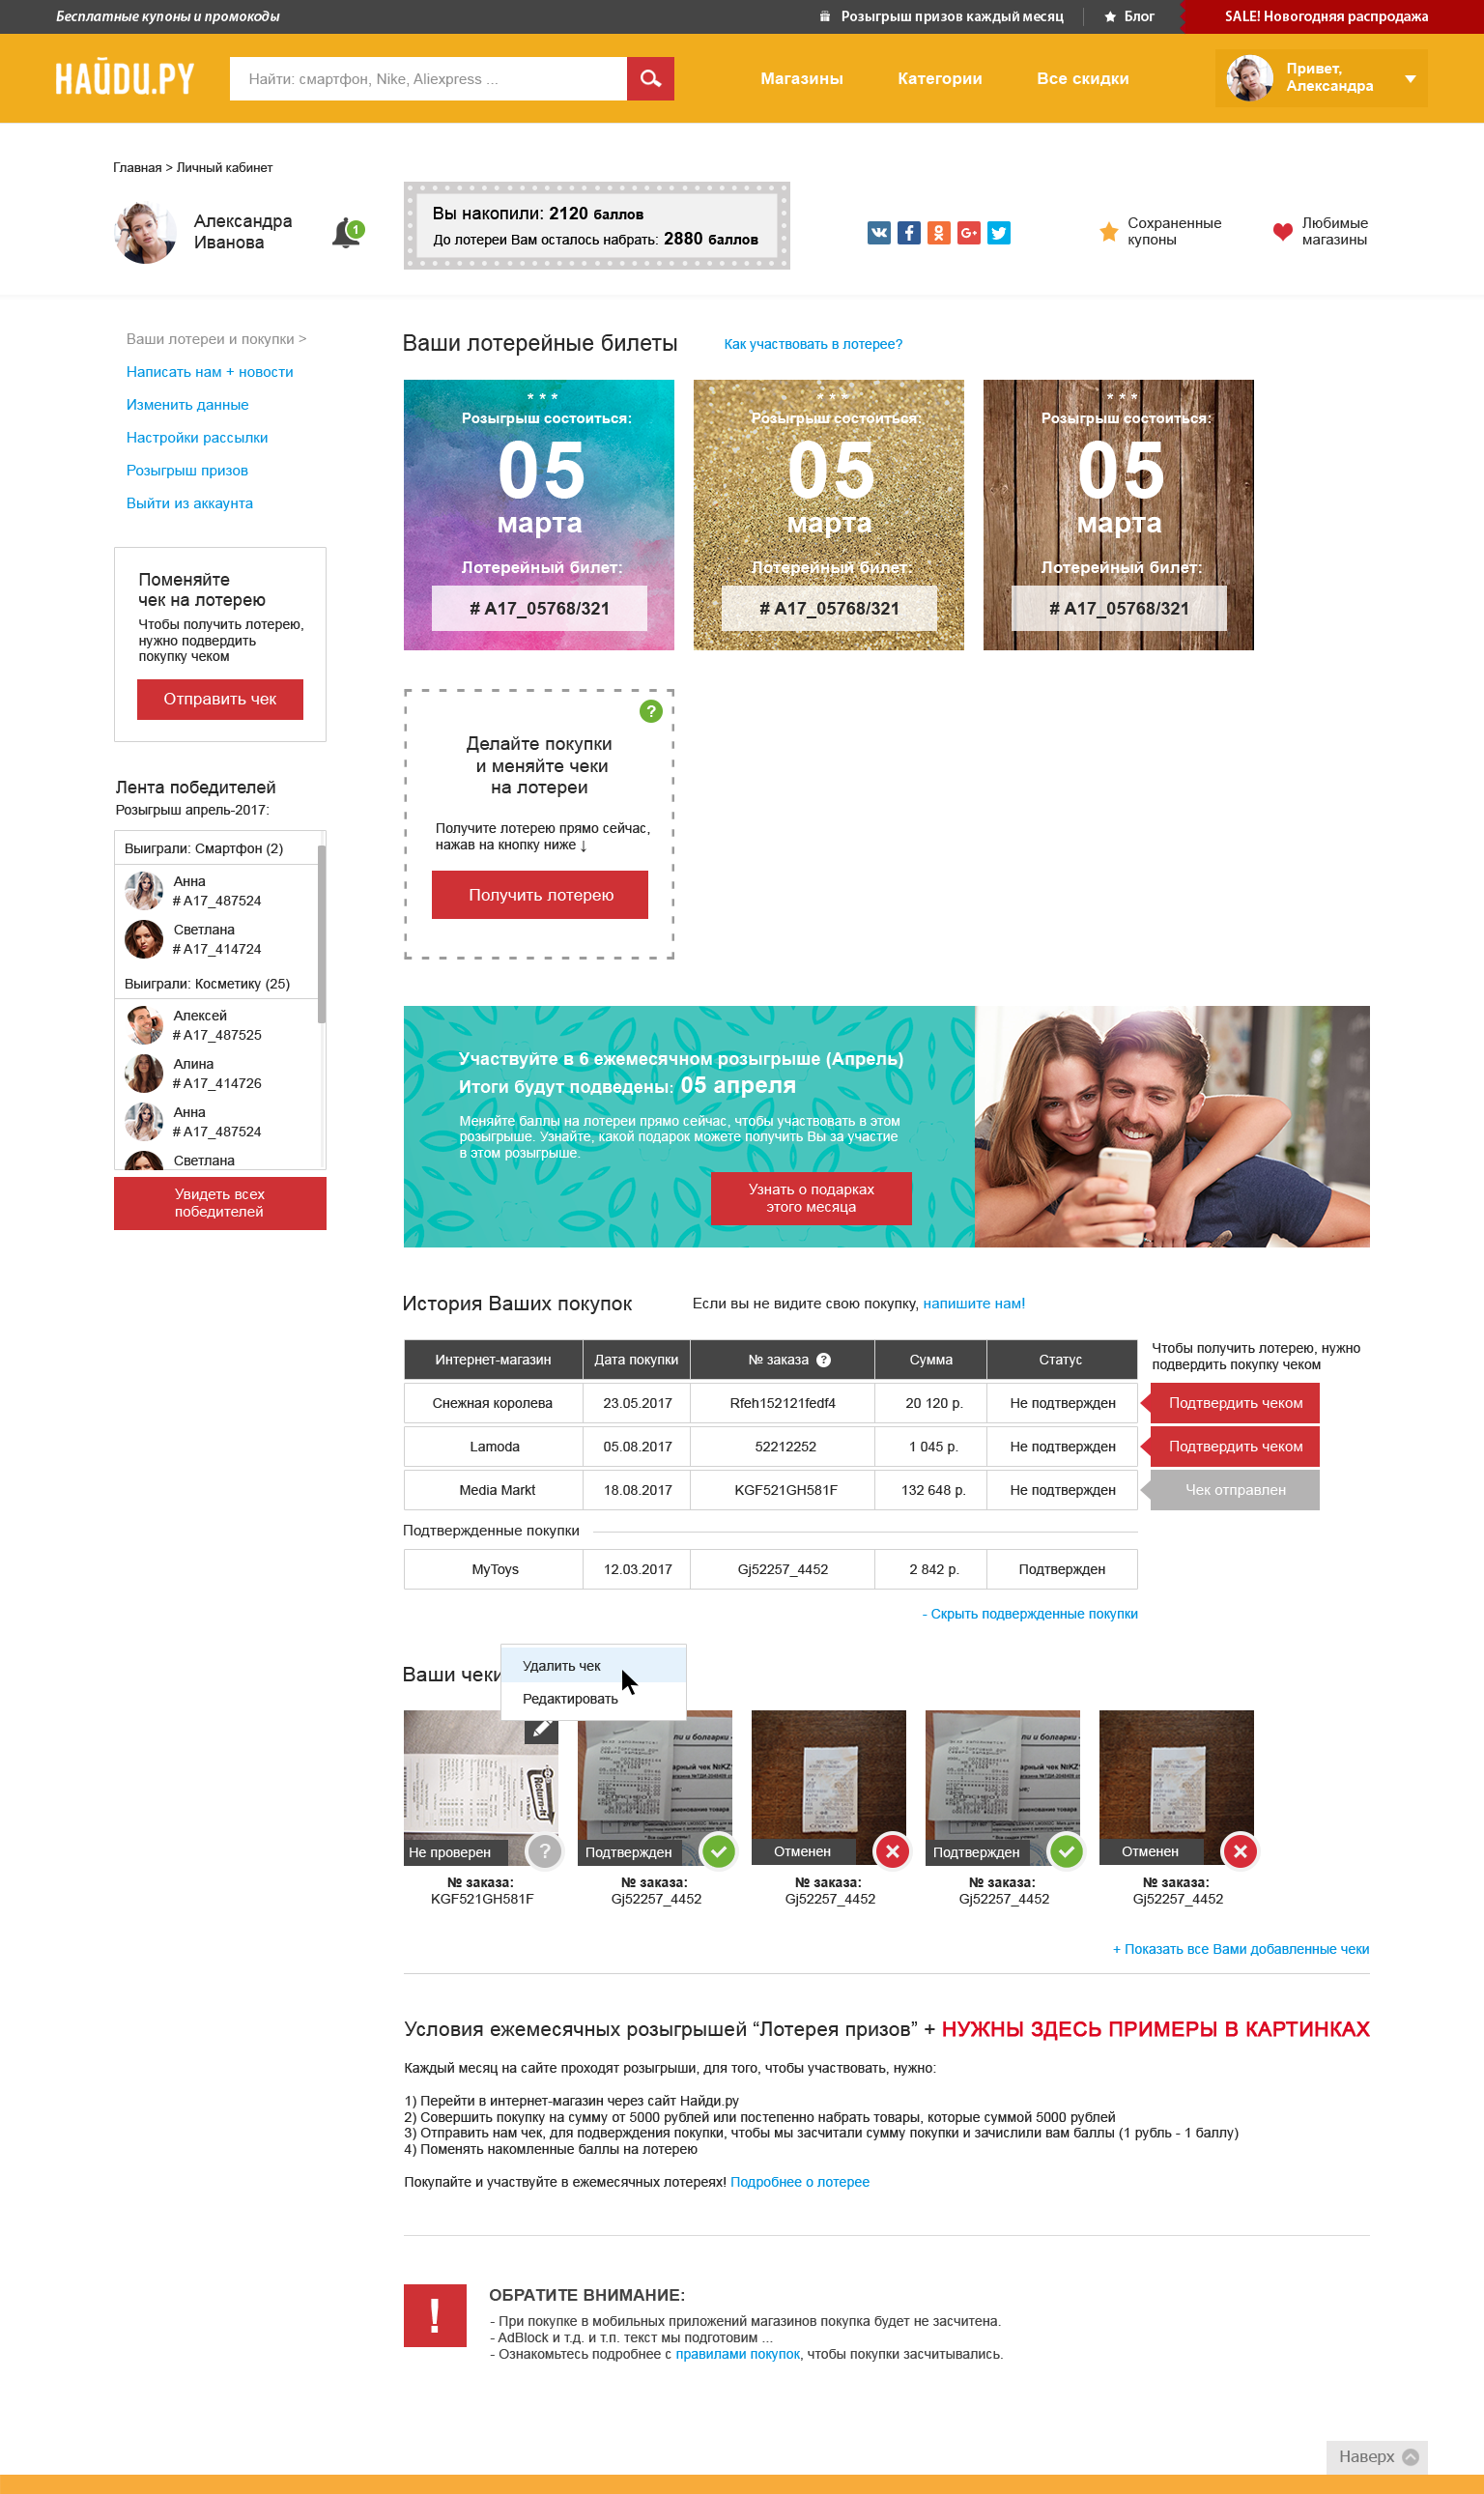 Бесплатные купоны и промокоды
Розыгрыш призов каждый месяц
Блог
SALE! Новогодняя распродажа
НАЙДИ.РУ
Найти: смартфон, Nike, Aliexpress ...
Магазины
Категории
Все скидки
Привет,
Александра
Главная > Личный кабинет
Александра
Иванова
1
Вы накопили: 2120 баллов
До лотереи Вам осталось набрать: 2880 баллов
Сохраненные
купоны
Любимые
магазины
Ваши лотереи и покупки >
Написать нам + новости
Изменить данные
Настройки рассылки
Розыгрыш призов
Выйти из аккаунта
Поменяйте
чек на лотерею
Чтобы получить лотерею,
нужно подвердить
покупку чеком
Отправить чек
Лента победителей
Розыгрыш апрель-2017:
Выиграли: Смартфон (2)
Анна
# A17_487524
Светлана
# A17_414724
Выиграли: Косметику (25)
Алексей
# A17_487525
Алина
# A17_414726
Анна
# A17_487524
Светлана
Увидеть всех
победителей
Ваши лотерейные билеты
Как участвовать в лотерее?
* * *
Розыгрыш состоиться:
05
марта
Лотерейный билет:
# A17_05768/321
* * *
Розыгрыш состоиться:
05
марта
Лотерейный билет:
# A17_05768/321
* * *
Розыгрыш состоиться:
05
марта
Лотерейный билет:
# A17_05768/321
?
Делайте покупки
и меняйте чеки
на лотереи
Получите лотерею прямо сейчас,
нажав на кнопку ниже ↓
Получить лотерею
Участвуйте в 6 ежемесячном розыгрыше (Апрель)
Итоги будут подведены: 05 апреля
Меняйте баллы на лотереи прямо сейчас, чтобы участвовать в этом
розыгрыше. Узнайте, какой подарок можете получить Вы за участие
в этом розыгрыше.
Узнать о подарках
этого месяца
История Ваших покупок
Если вы не видите свою покупку, напишите нам!
Интернет-магазин Дата покупки № заказа ? Сумма Статус
Чтобы получить лотерею, нужно
подвердить покупку чеком
Снежная королева 23.05.2017 Rfeh152121fedf4 20 120 р. Не подтвержден Подтвердить чеком
Lamoda 05.08.2017 52212252 1 045 р. Не подтвержден Подтвердить чеком
Media Markt 18.08.2017 KGF521GH581F 132 648 р. Не подтвержден Чек отправлен
Подтвержденные покупки
MyToys 12.03.2017 Gj52257_4452 2 842 р. Подтвержден
- Скрыть подвержденные покупки
Ваши чеки
Удалить чек
Редактировать
Return-it
Не проверен
?
Подтвержден
Отменен
Подтвержден
Отменен
№ заказа:
KGF521GH581F
№ заказа:
Gj52257_4452
№ заказа:
Gj52257_4452
№ заказа:
Gj52257_4452
№ заказа:
Gj52257_4452
+ Показать все Вами добавленные чеки
Условия ежемесячных розыгрышей “Лотерея призов” + НУЖНЫ ЗДЕСЬ ПРИМЕРЫ В КАРТИНКАХ
Каждый месяц на сайте проходят розыгрыши, для того, чтобы участвовать, нужно:
1) Перейти в интернет-магазин через сайт Найди.ру
2) Совершить покупку на сумму от 5000 рублей или постепенно набрать товары, которые суммой 5000 рублей
3) Отправить нам чек, для подверждения покупки, чтобы мы засчитали сумму покупки и зачислили вам баллы (1 рубль - 1 баллу)
4) Поменять накомленные баллы на лотерею
Покупайте и участвуйте в ежемесячных лотереях! Подробнее о лотерее
!
ОБРАТИТЕ ВНИМАНИЕ:
- При покупке в мобильных приложений магазинов покупка будет не засчитена.
- AdBlock и т.д. и т.п. текст мы подготовим ...
- Ознакомьтесь подробнее с правилами покупок, чтобы покупки засчитывались.
Наверх